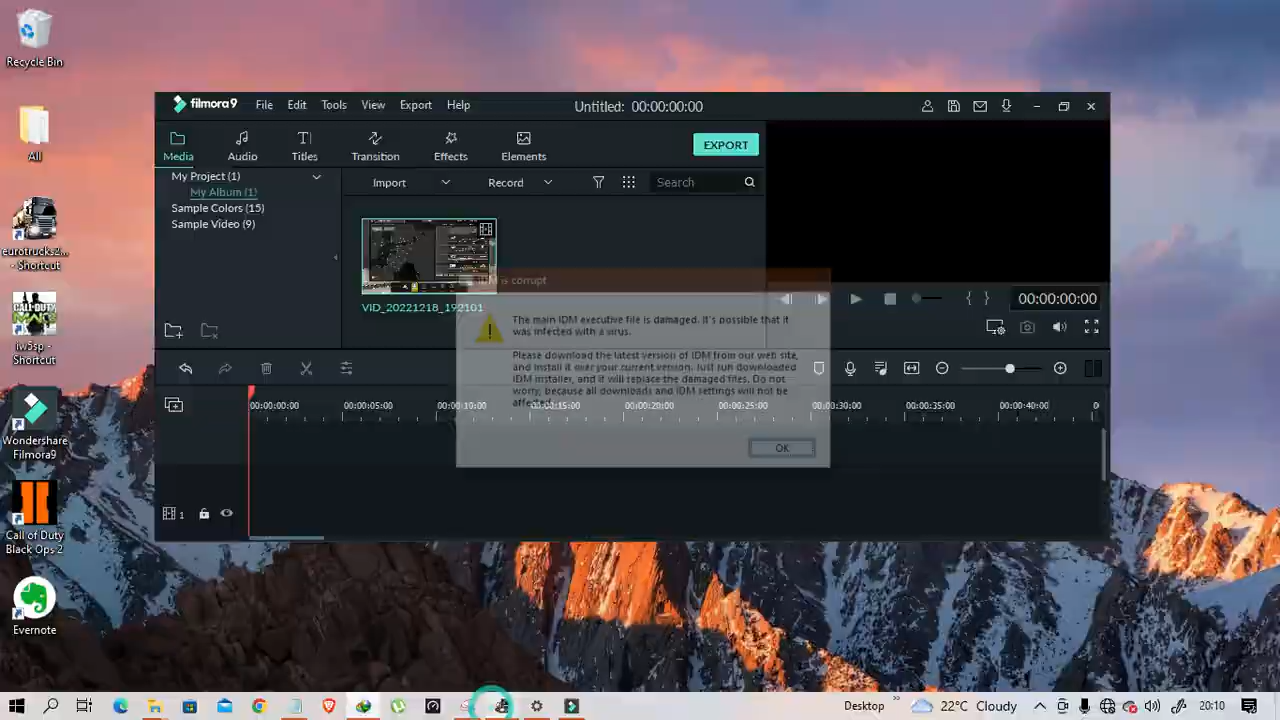 Recycle Bin
All
eurotrucks2...
- Shortcut
iw5sp -
Shortcut
Wondershare
Filmora9
Call of Duty
Black Ops 2
Evernote
filmora9
File
Edit
Tools
View
Export
Help
Untitled: 00:00:00:00
Media
Audio
Titles
Transition
Effects
Elements
EXPORT
My Project (1)
My Album (1)
Sample Colors (15)
Sample Video (9)
Import
Record
Search
VID_20221218_192101
IDM is corrupt
The main IDM executive file is damaged. It's possible that it
was infected with a virus.
Please download the latest version of IDM from our web site,
and install it over your current version. Just run downloaded
IDM installer, and it will replace the damaged files. Do not
worry, because all downloads and IDM settings will not be
affected.
OK
{ }
00:00:00:00
00:00:00:00
00:00:05:00
00:00:10:00
00:00:15:00
00:00:20:00
00:00:25:00
00:00:30:00
00:00:35:00
00:00:40:00
0
1
Desktop
22°C Cloudy
20:10